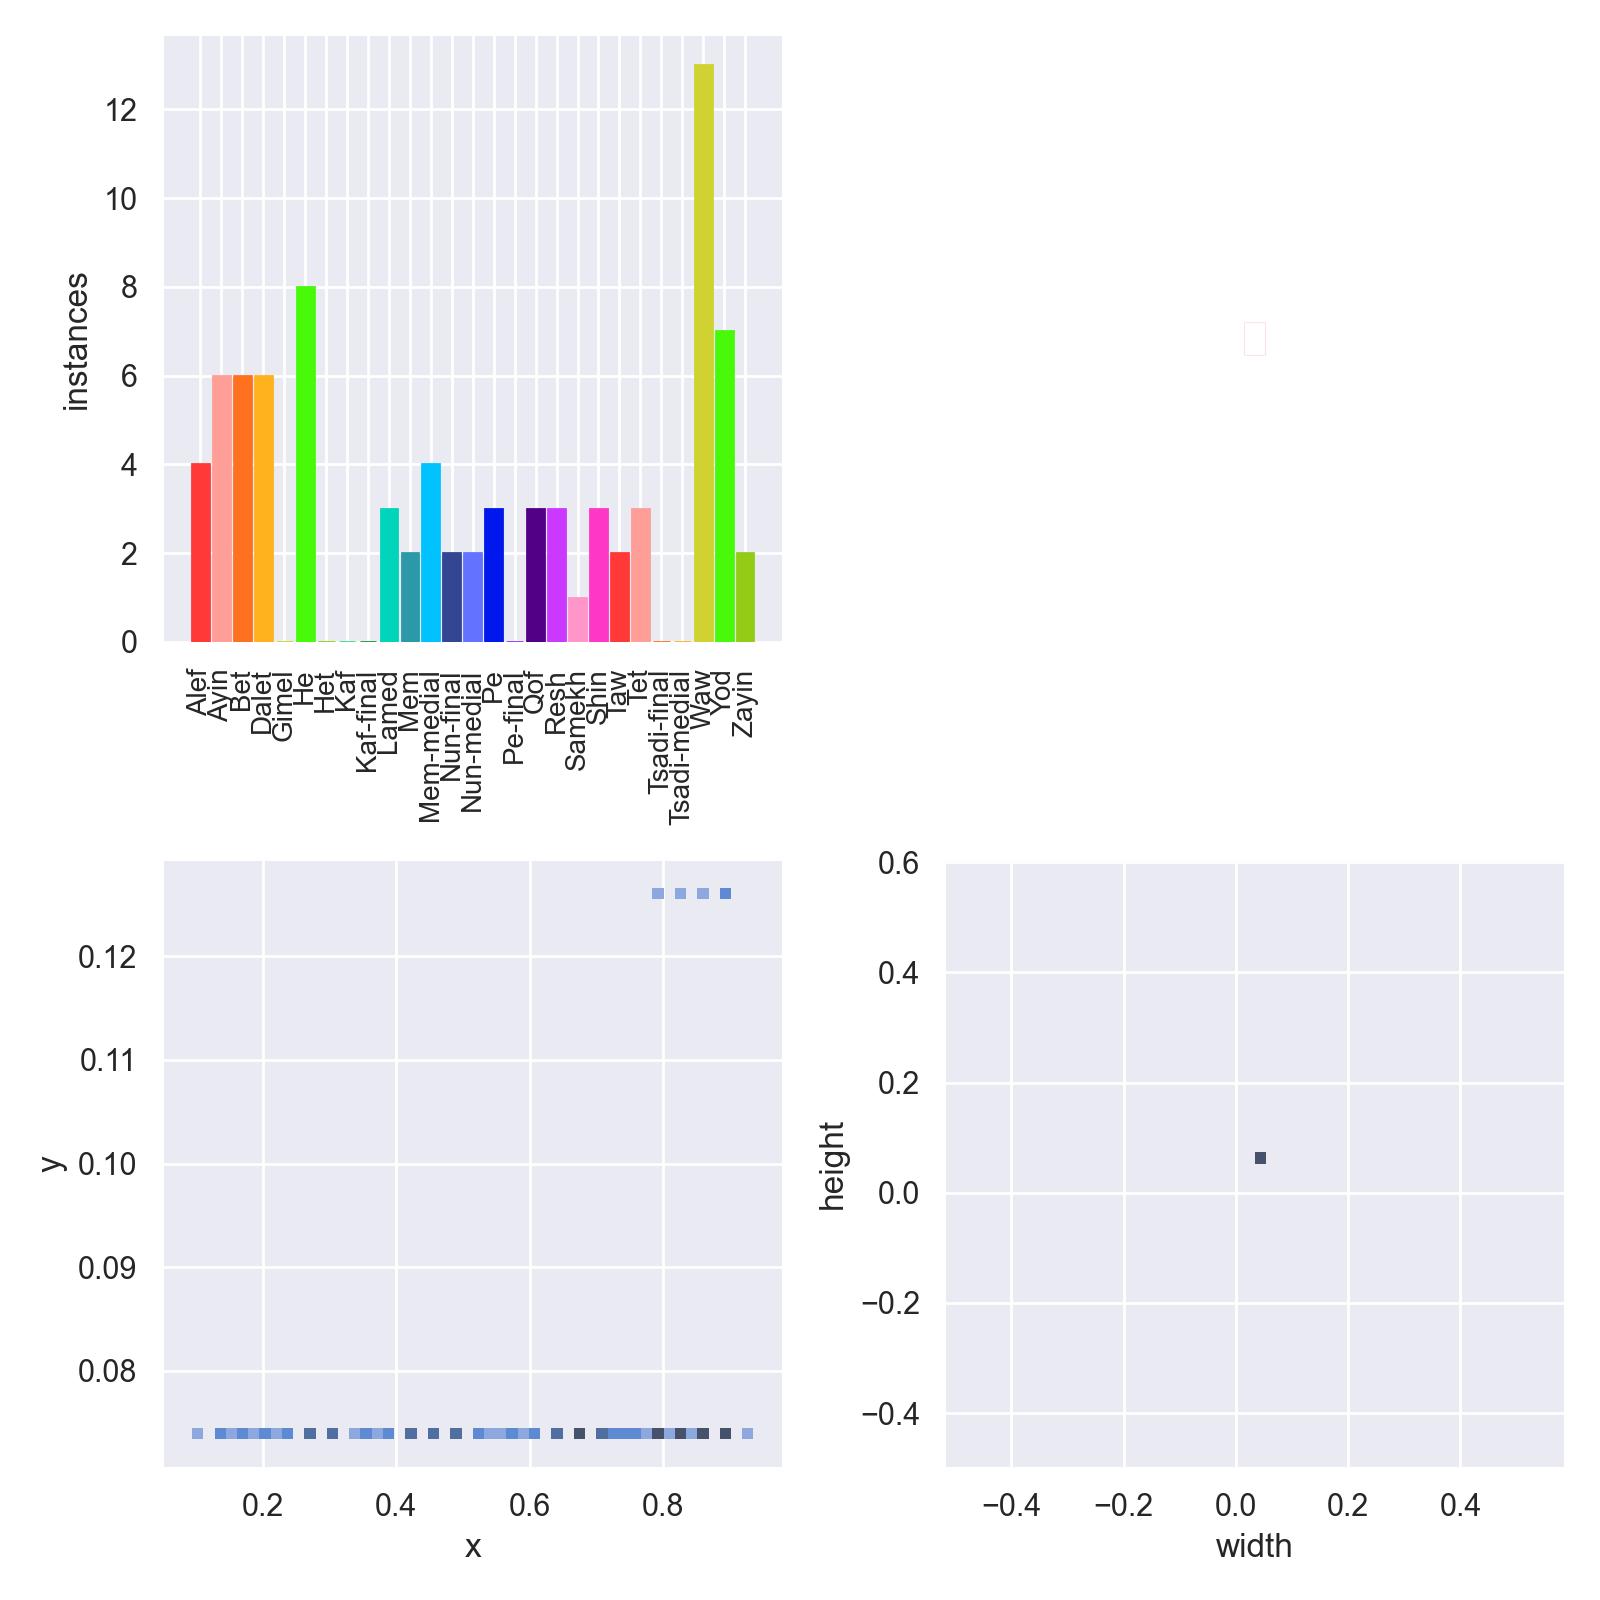 instances
12
10
8
6
4
2
0
Alef
Ayin
Bet
Dalet
Gimel
He
Het
Kaf
Kaf-final
Lamed
Mem
Mem-medial
Nun-final
Nun-medial
Pe
Pe-final
Qof
Resh
Samekh
Shin
Taw
Tet
Tsadi-final
Tsadi-medial
Waw
Yod
Zayin
y
0.12
0.11
0.10
0.09
0.08
0.2 0.4 0.6 0.8
x
height
0.6
0.4
0.2
0.0
−0.2
−0.4
−0.4 −0.2 0.0 0.2 0.4
width